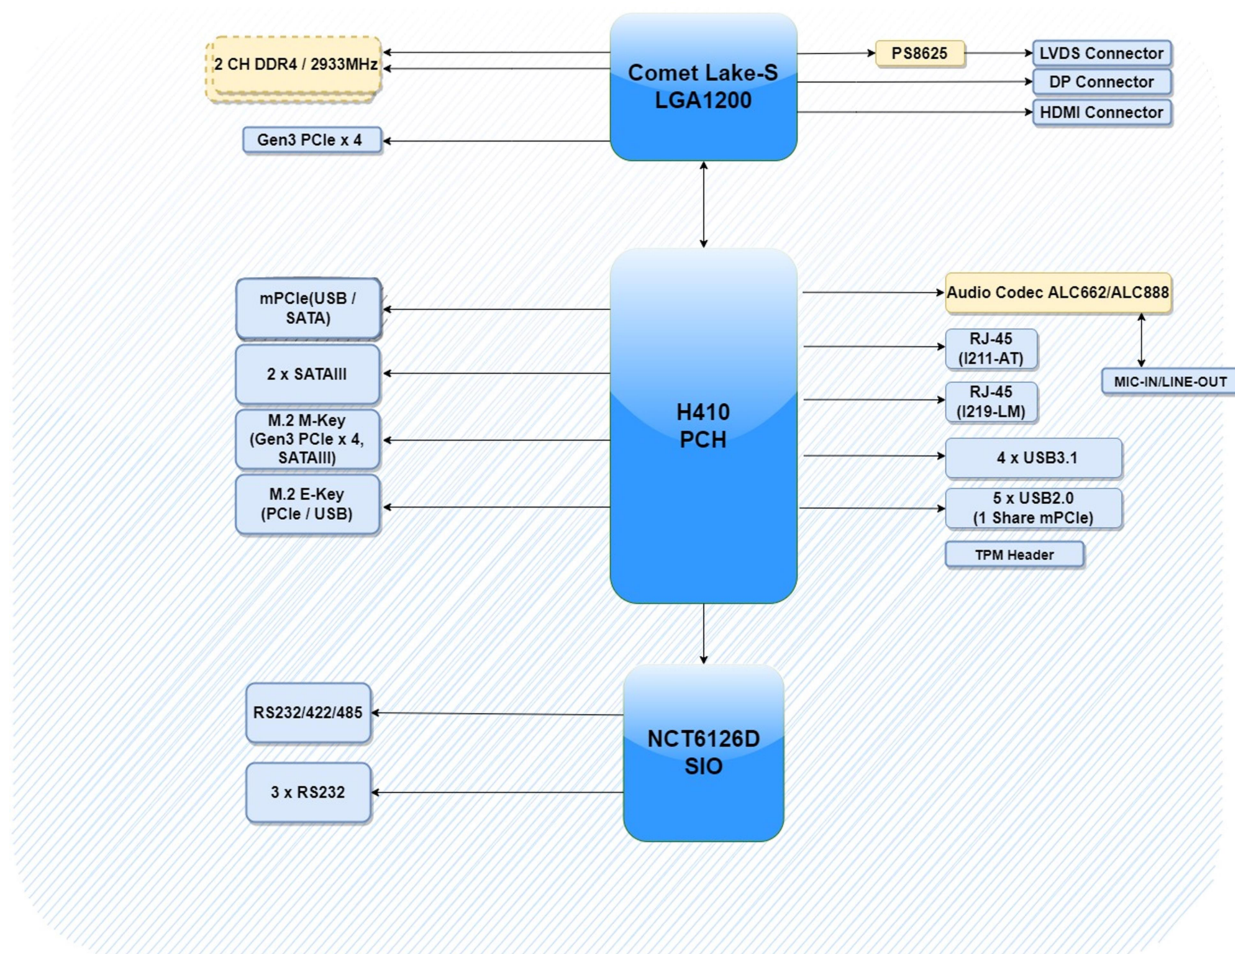 2 CH DDR4 / 2933MHz
Gen3 PCIe x 4
Comet Lake-S
LGA1200
PS8625
LVDS Connector
DP Connector
HDMI Connector
mPCIe(USB /
SATA)
2 x SATAIII
M.2 M-Key
(Gen3 PCIe x 4,
SATAIII)
M.2 E-Key
(PCIe / USB)
H410
PCH
Audio Codec ALC662/ALC888
RJ-45
(I211-AT)
MIC-IN/LINE-OUT
RJ-45
(I219-LM)
4 x USB3.1
5 x USB2.0
(1 Share mPCIe)
TPM Header
RS232/422/485
3 x RS232
NCT6126D
SIO